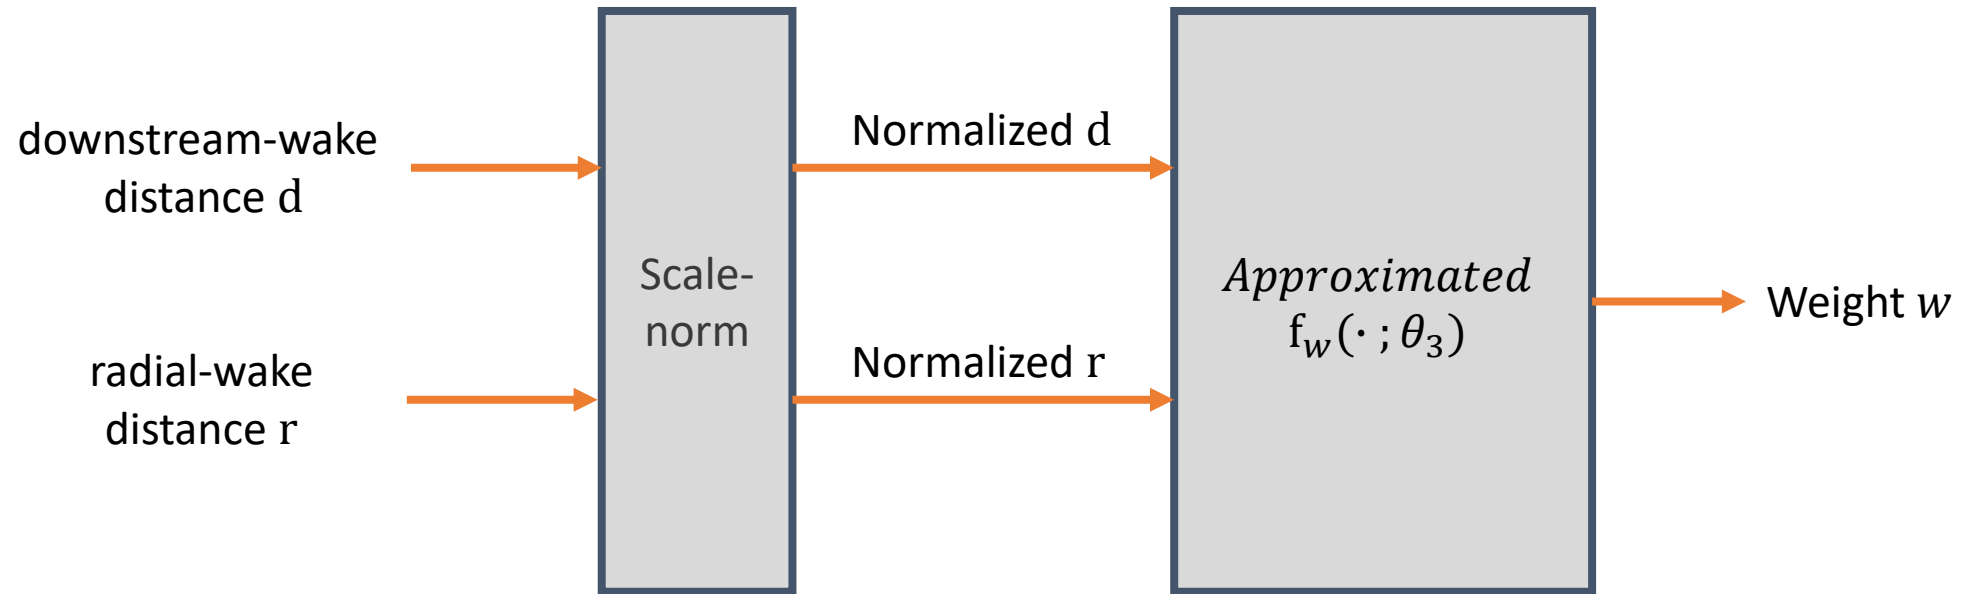 downstream-wake
distance d
radial-wake
distance r
Scale-
norm
Normalized d
Normalized r
Approximated
f_w(· ; θ_3)
Weight w